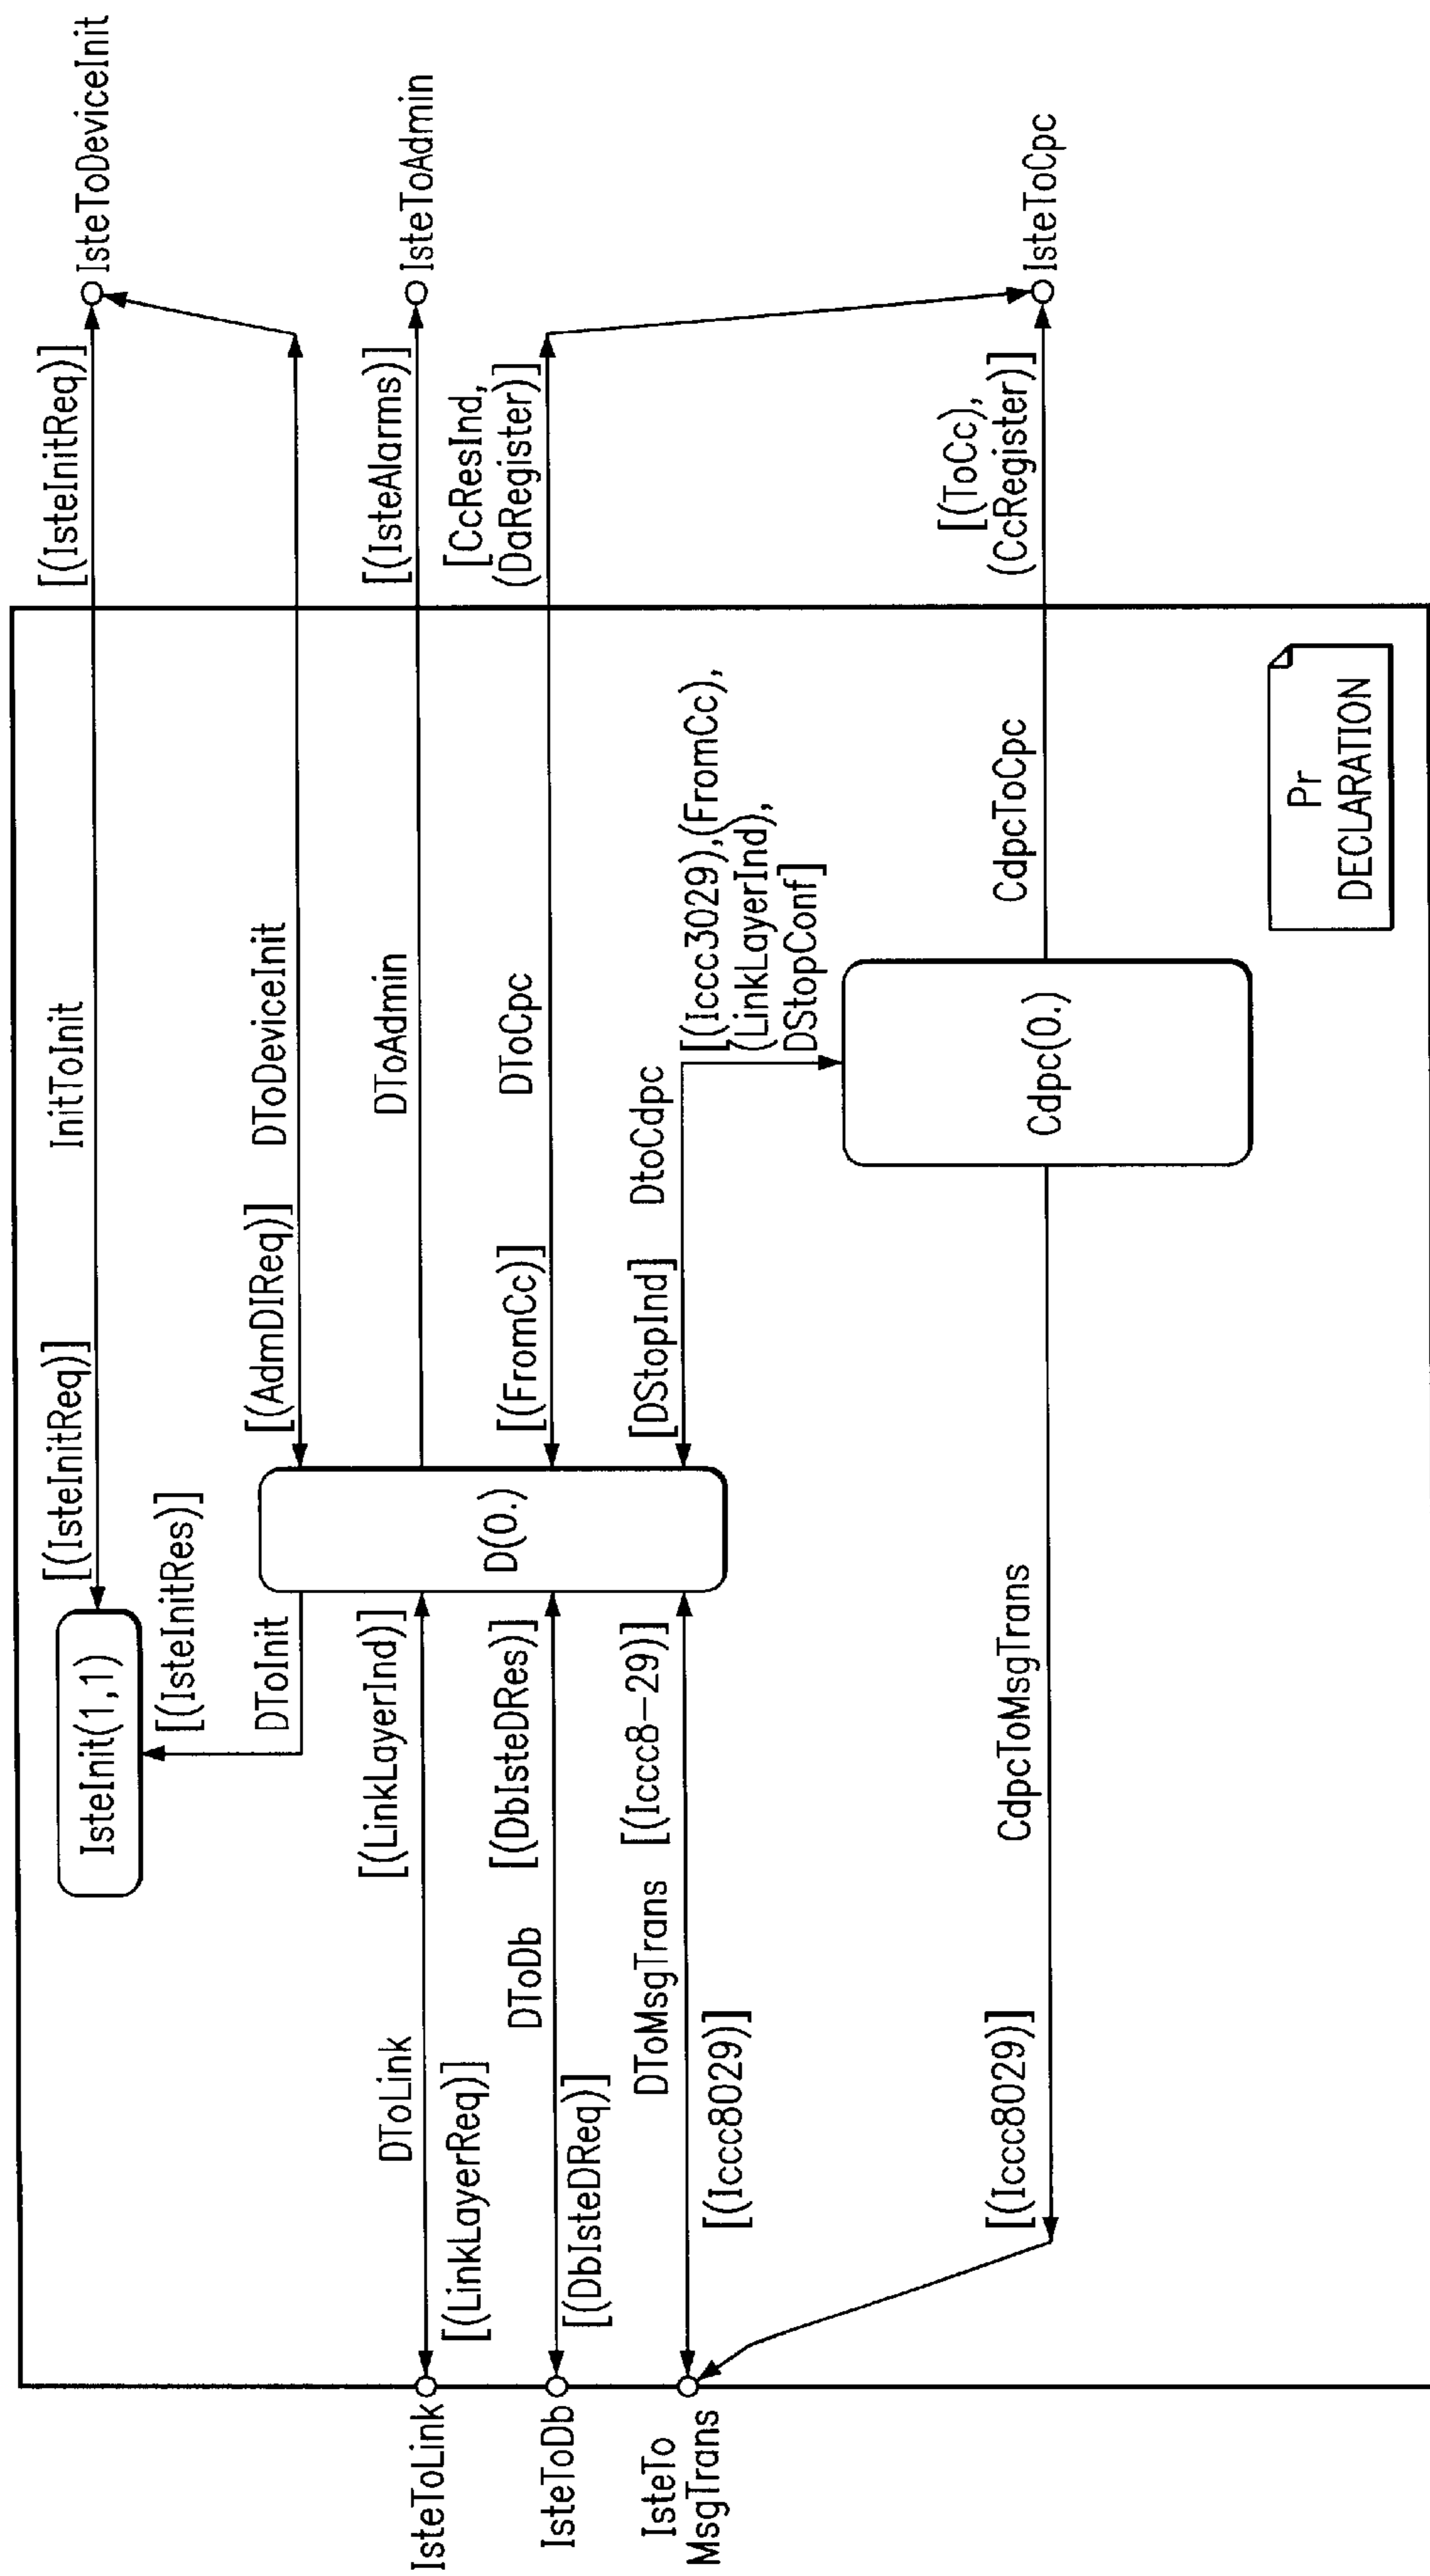 IsteToDeviceInit
[(IsteInitReq)]
InitToInit
[(IsteInitReq)]
IsteInit(1,1)
[(IsteInitRes)]
DToInit
[(AdmDIReq)]
DToDeviceInit
IsteToAdmin
[(IsteAlarms)]
DToAdmin
[(LinkLayerInd)]
DToLink
[(LinkLayerReq)]
IsteToLink
[CcResInd,
(DaRegister)]
DToCpc
[(FromCc)]
D(0.)
[(DbIsteDRes)]
DToDb
[(DbIsteDReq)]
IsteToDb
[(Iccc3029),(FromCc),
(LinkLayerInd),
DStopConf]
DtoCdpc
[DStopInd]
[(Iccc8-29)]
DToMsgTrans
[(Iccc8029)]
IsteTo
MsgTrans
IsteToCpc
[(ToCc),
(CcRegister)]
CdpcToCpc
Cdpc(0.)
CdpcToMsgTrans
[(Iccc8029)]
Pr
DECLARATION